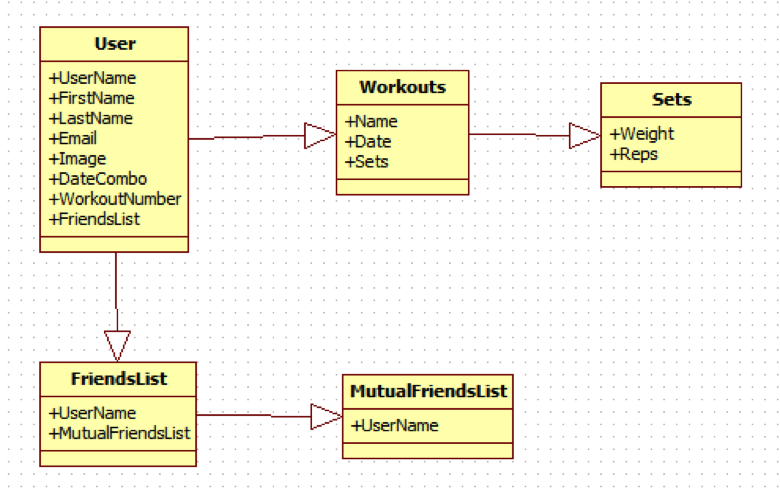 User
+UserName
+FirstName
+LastName
+Email
+Image
+DateCombo
+WorkoutNumber
+FriendsList
Workouts
+Name
+Date
+Sets
Sets
+Weight
+Reps
FriendsList
+UserName
+MutualFriendsList
MutualFriendsList
+UserName